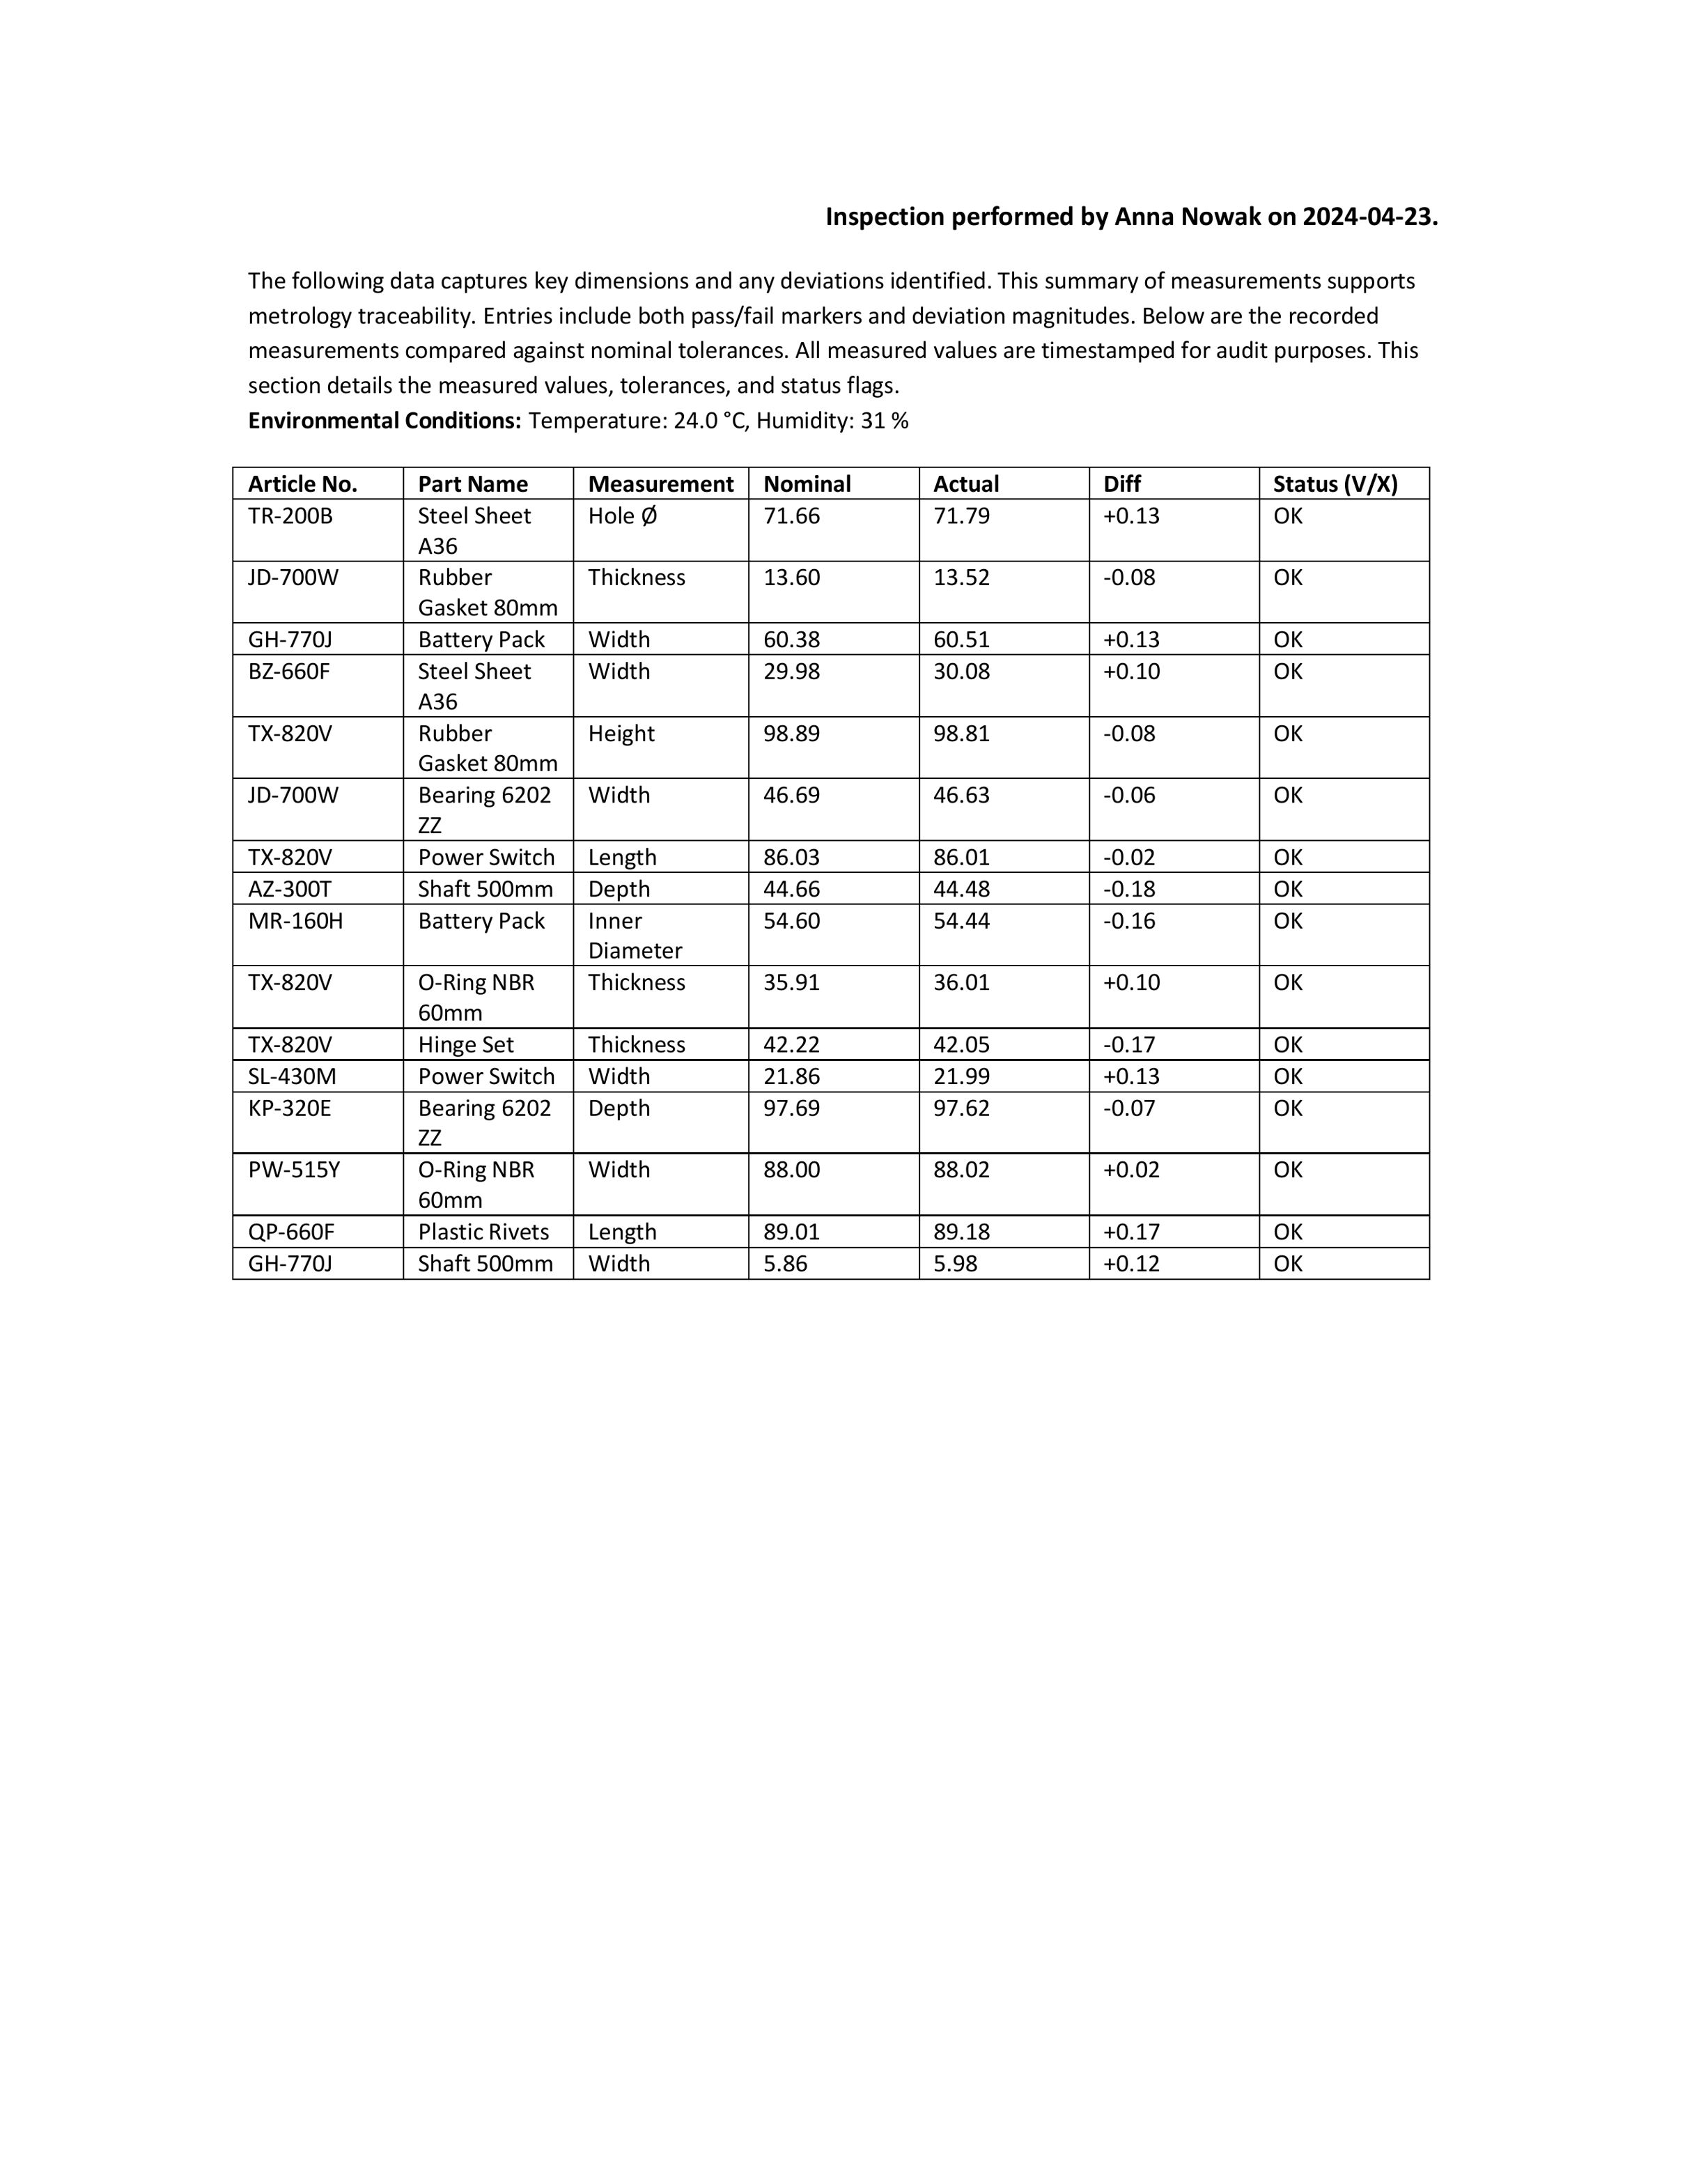 Inspection performed by Anna Nowak on 2024-04-23.
The following data captures key dimensions and any deviations identified. This summary of measurements supports
metrology traceability. Entries include both pass/fail markers and deviation magnitudes. Below are the recorded
measurements compared against nominal tolerances. All measured values are timestamped for audit purposes. This
section details the measured values, tolerances, and status flags.
Environmental Conditions: Temperature: 24.0 °C, Humidity: 31 %
Article No. Part Name Measurement Nominal Actual Diff Status (V/X)
TR-200B Steel Sheet Hole Ø 71.66 71.79 +0.13 OK
A36
JD-700W Rubber Thickness 13.60 13.52 -0.08 OK
Gasket 80mm
GH-770J Battery Pack Width 60.38 60.51 +0.13 OK
BZ-660F Steel Sheet Width 29.98 30.08 +0.10 OK
A36
TX-820V Rubber Height 98.89 98.81 -0.08 OK
Gasket 80mm
JD-700W Bearing 6202 Width 46.69 46.63 -0.06 OK
ZZ
TX-820V Power Switch Length 86.03 86.01 -0.02 OK
AZ-300T Shaft 500mm Depth 44.66 44.48 -0.18 OK
MR-160H Battery Pack Inner 54.60 54.44 -0.16 OK
Diameter
TX-820V O-Ring NBR Thickness 35.91 36.01 +0.10 OK
60mm
TX-820V Hinge Set Thickness 42.22 42.05 -0.17 OK
SL-430M Power Switch Width 21.86 21.99 +0.13 OK
KP-320E Bearing 6202 Depth 97.69 97.62 -0.07 OK
ZZ
PW-515Y O-Ring NBR Width 88.00 88.02 +0.02 OK
60mm
QP-660F Plastic Rivets Length 89.01 89.18 +0.17 OK
GH-770J Shaft 500mm Width 5.86 5.98 +0.12 OK